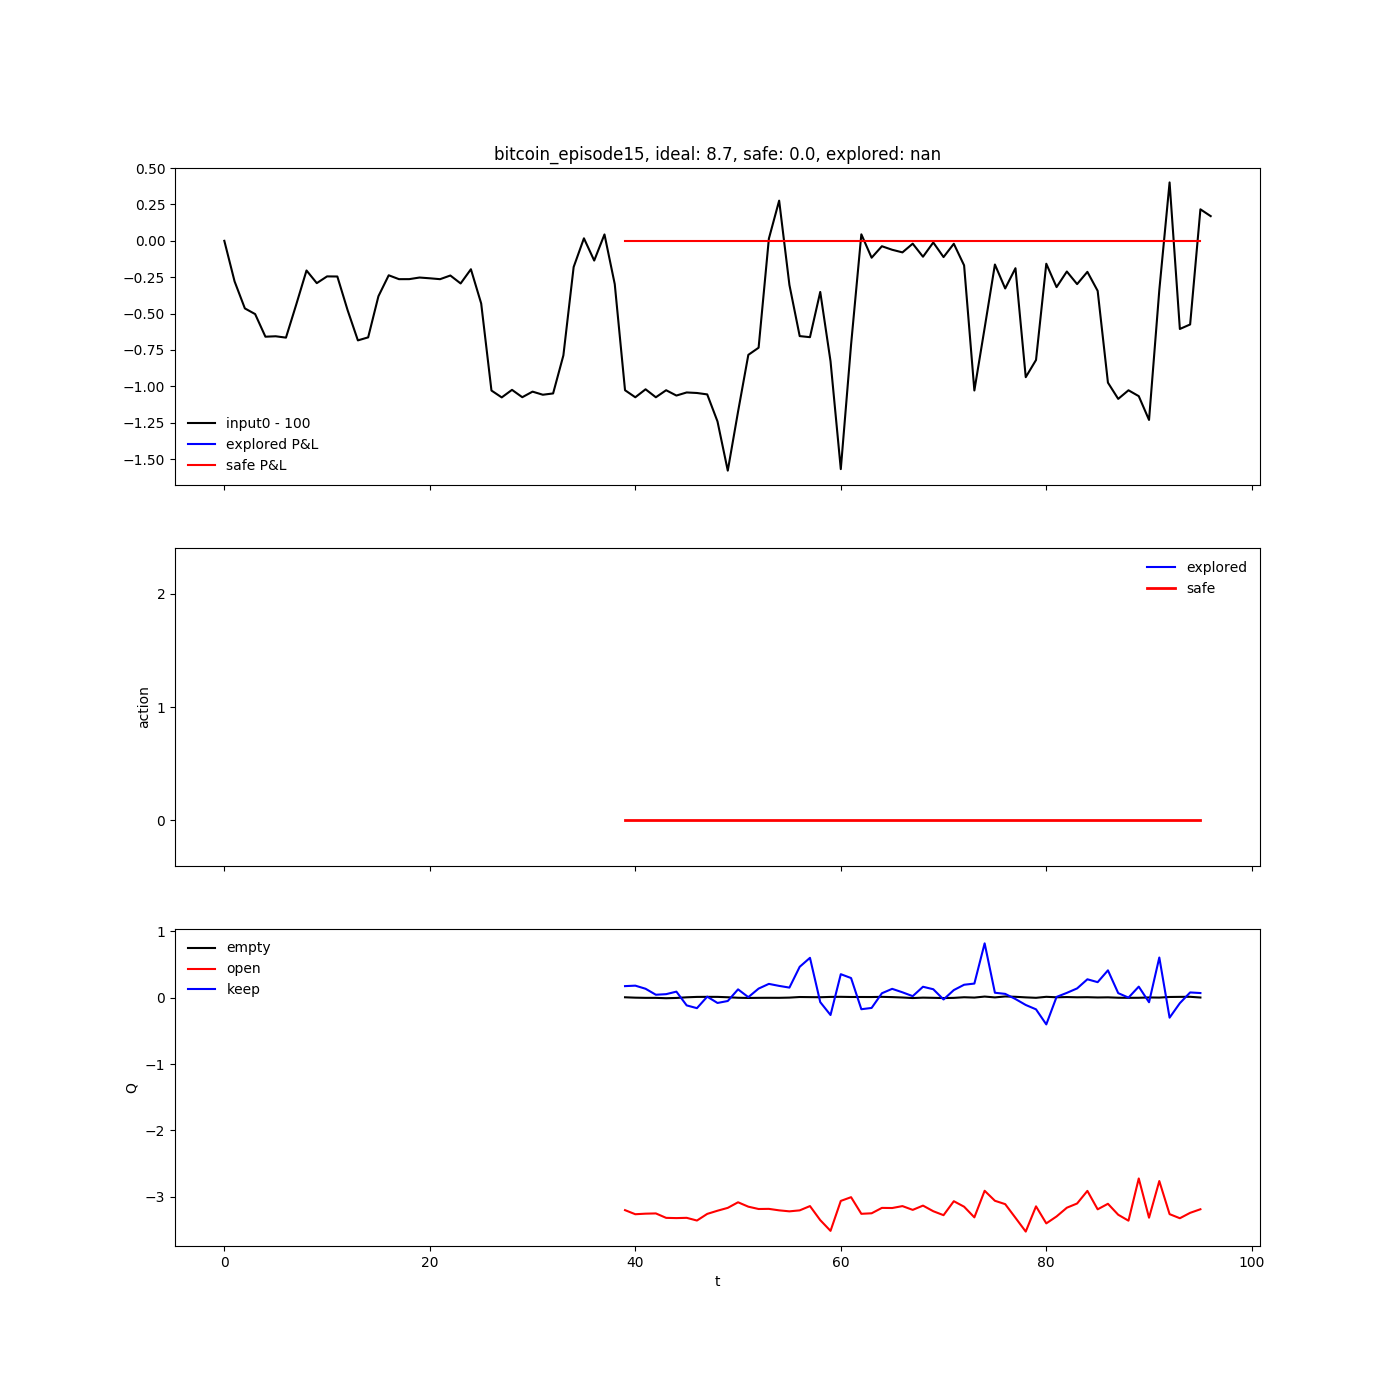 bitcoin_episode15, ideal: 8.7, safe: 0.0, explored: nan
0.50
0.25
0.00
−0.25
−0.50
−0.75
−1.00
−1.25
−1.50
input0 - 100
explored P&L
safe P&L
2
1
0
action
explored
safe
1
0
−1
−2
−3
Q
empty
open
keep
0
20
40
60
80
100
t